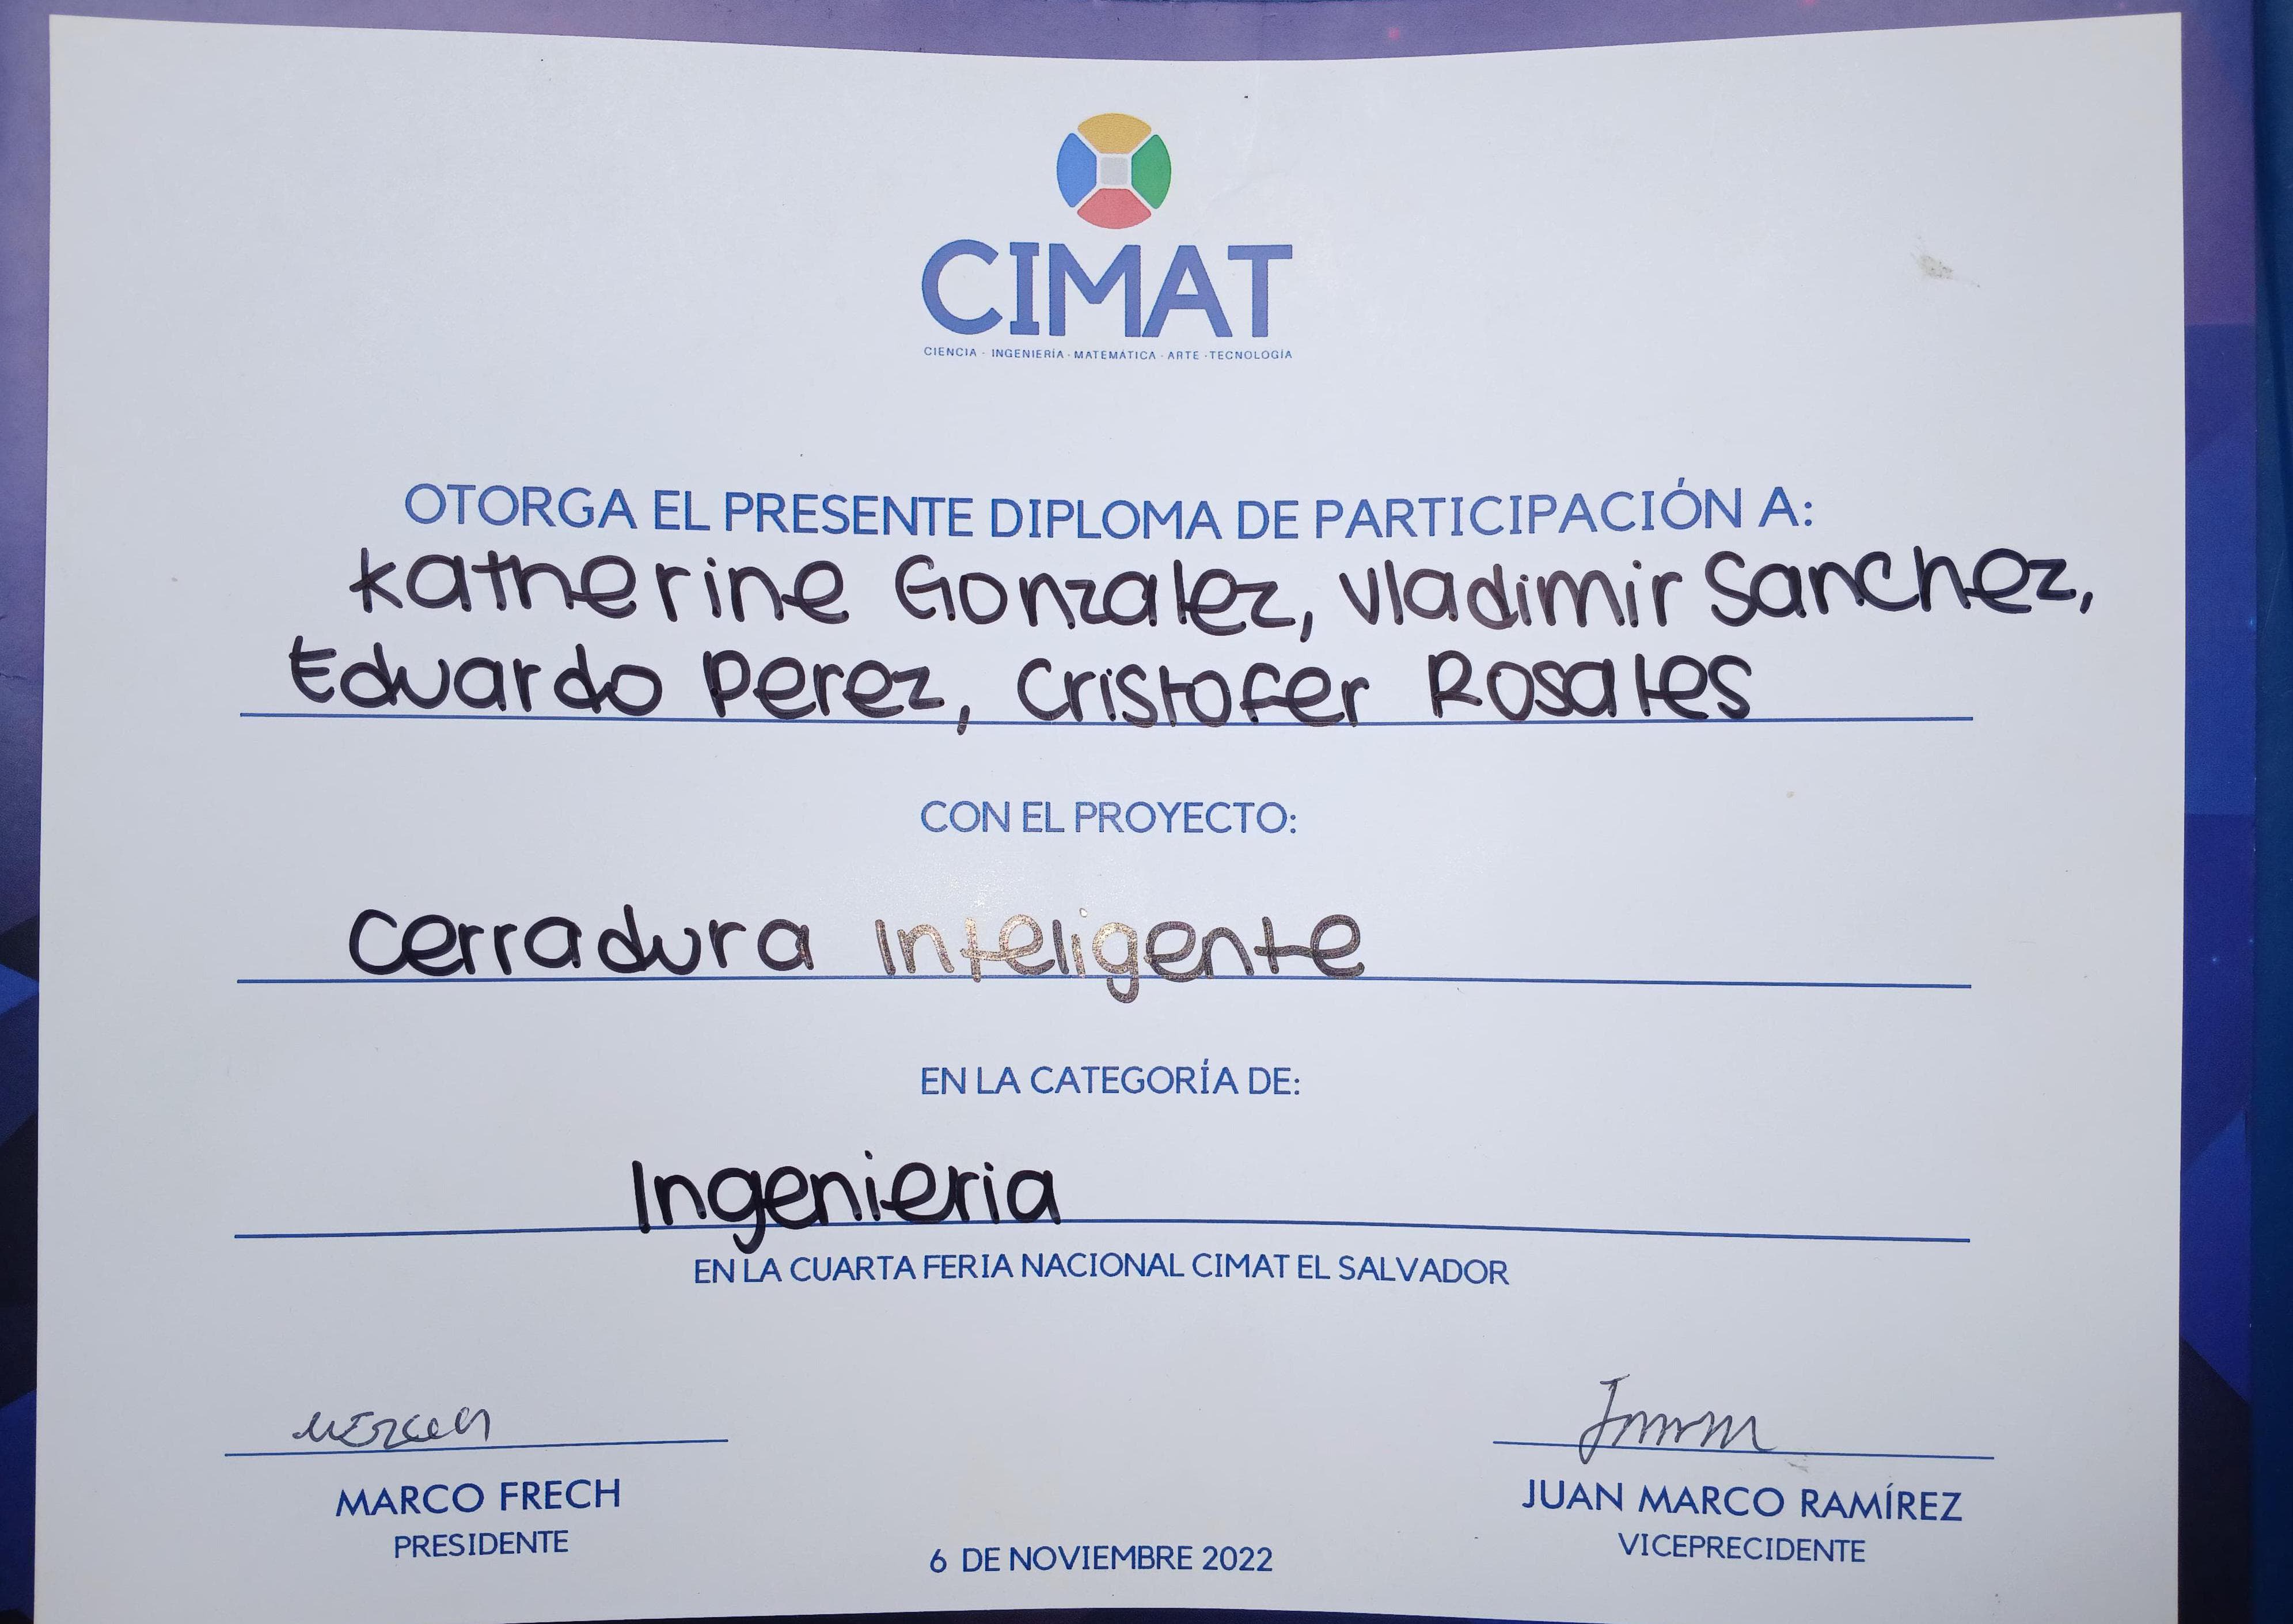 CIMAT
CIENCIA - INGENIERÍA - MATEMÁTICA - ARTE - TECNOLOGÍA
OTORGA EL PRESENTE DIPLOMA DE PARTICIPACIÓN A:
Katherine Gonzalez, Vladimir Sanchez,
Eduardo Perez, Cristofer Rosales
CON EL PROYECTO:
Cerradura Inteligente
EN LA CATEGORÍA DE:
Ingenieria
EN LA CUARTA FERIA NACIONAL CIMAT EL SALVADOR
MARCO FRECH
PRESIDENTE
JUAN MARCO RAMÍREZ
VICEPRECIDENTE
6 DE NOVIEMBRE 2022